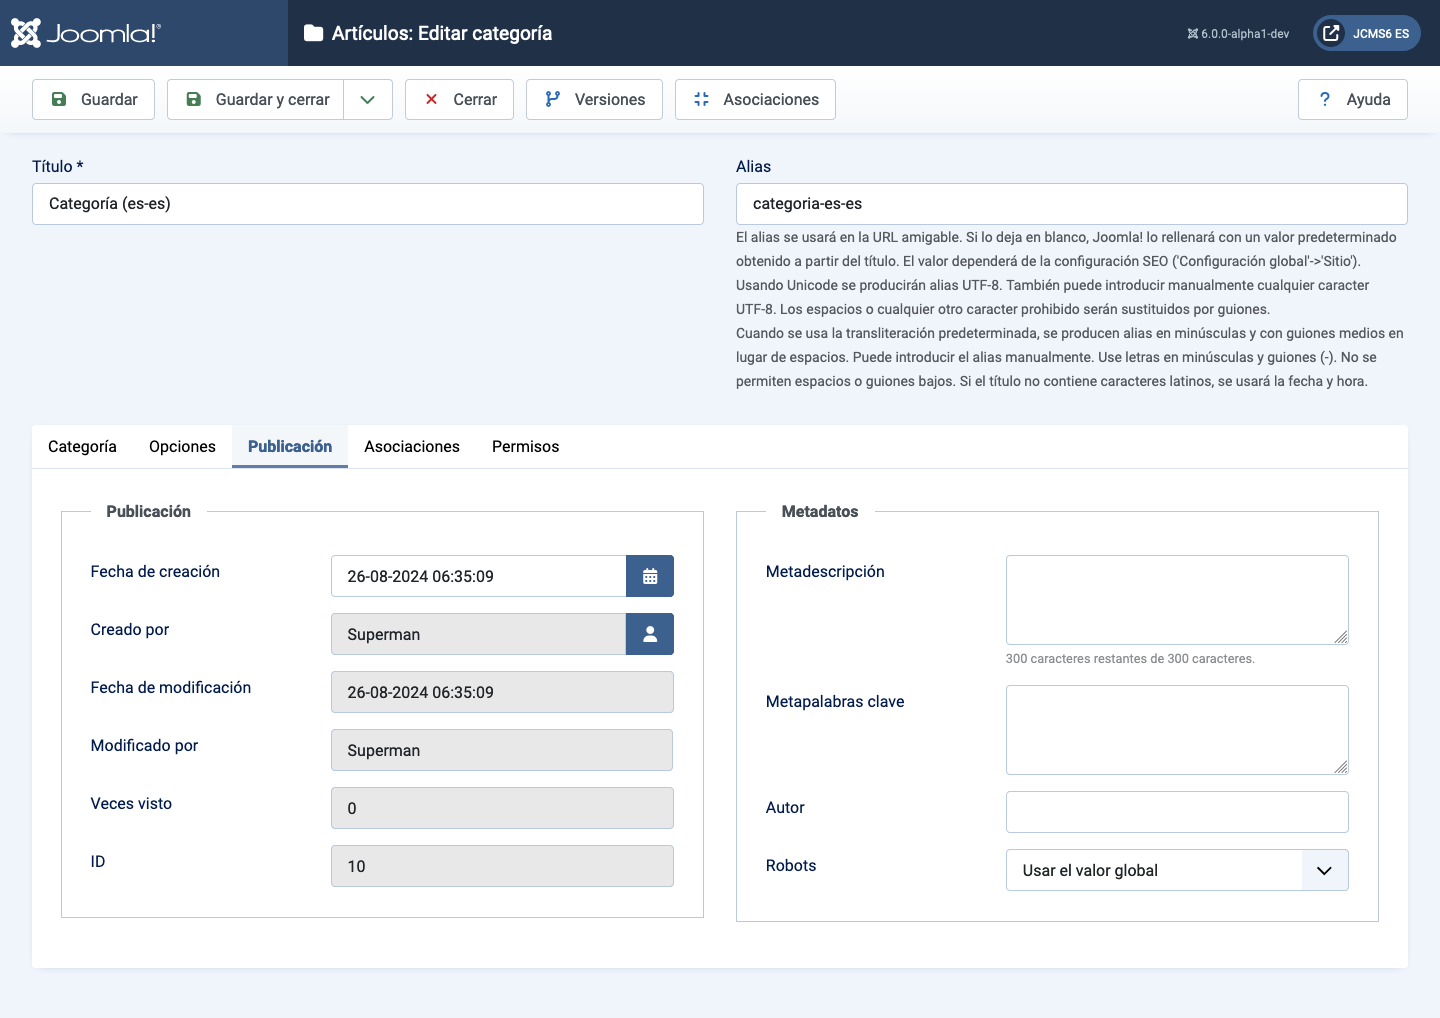 Joomla!®
Artículos: Editar categoría
6.0.0-alpha1-dev
JCMS6 ES
Guardar
Guardar y cerrar
Cerrar
Versiones
Asociaciones
? Ayuda
Título *
Categoría (es-es)
Alias
categoria-es-es
El alias se usará en la URL amigable. Si lo deja en blanco, Joomla! lo rellenará con un valor predeterminado
obtenido a partir del título. El valor dependerá de la configuración SEO ('Configuración global'->'Sitio').
Usando Unicode se producirán alias UTF-8. También puede introducir manualmente cualquier caracter
UTF-8. Los espacios o cualquier otro caracter prohibido serán sustituidos por guiones.
Cuando se usa la transliteración predeterminada, se producen alias en minúsculas y con guiones medios en
lugar de espacios. Puede introducir el alias manualmente. Use letras en minúsculas y guiones (-). No se
permiten espacios o guiones bajos. Si el título no contiene caracteres latinos, se usará la fecha y hora.
Categoría
Opciones
Publicación
Asociaciones
Permisos
Publicación
Fecha de creación
26-08-2024 06:35:09
Creado por
Superman
Fecha de modificación
26-08-2024 06:35:09
Modificado por
Superman
Veces visto
0
ID
10
Metadatos
Metadescripción
300 caracteres restantes de 300 caracteres.
Metapalabras clave
Autor
Robots
Usar el valor global